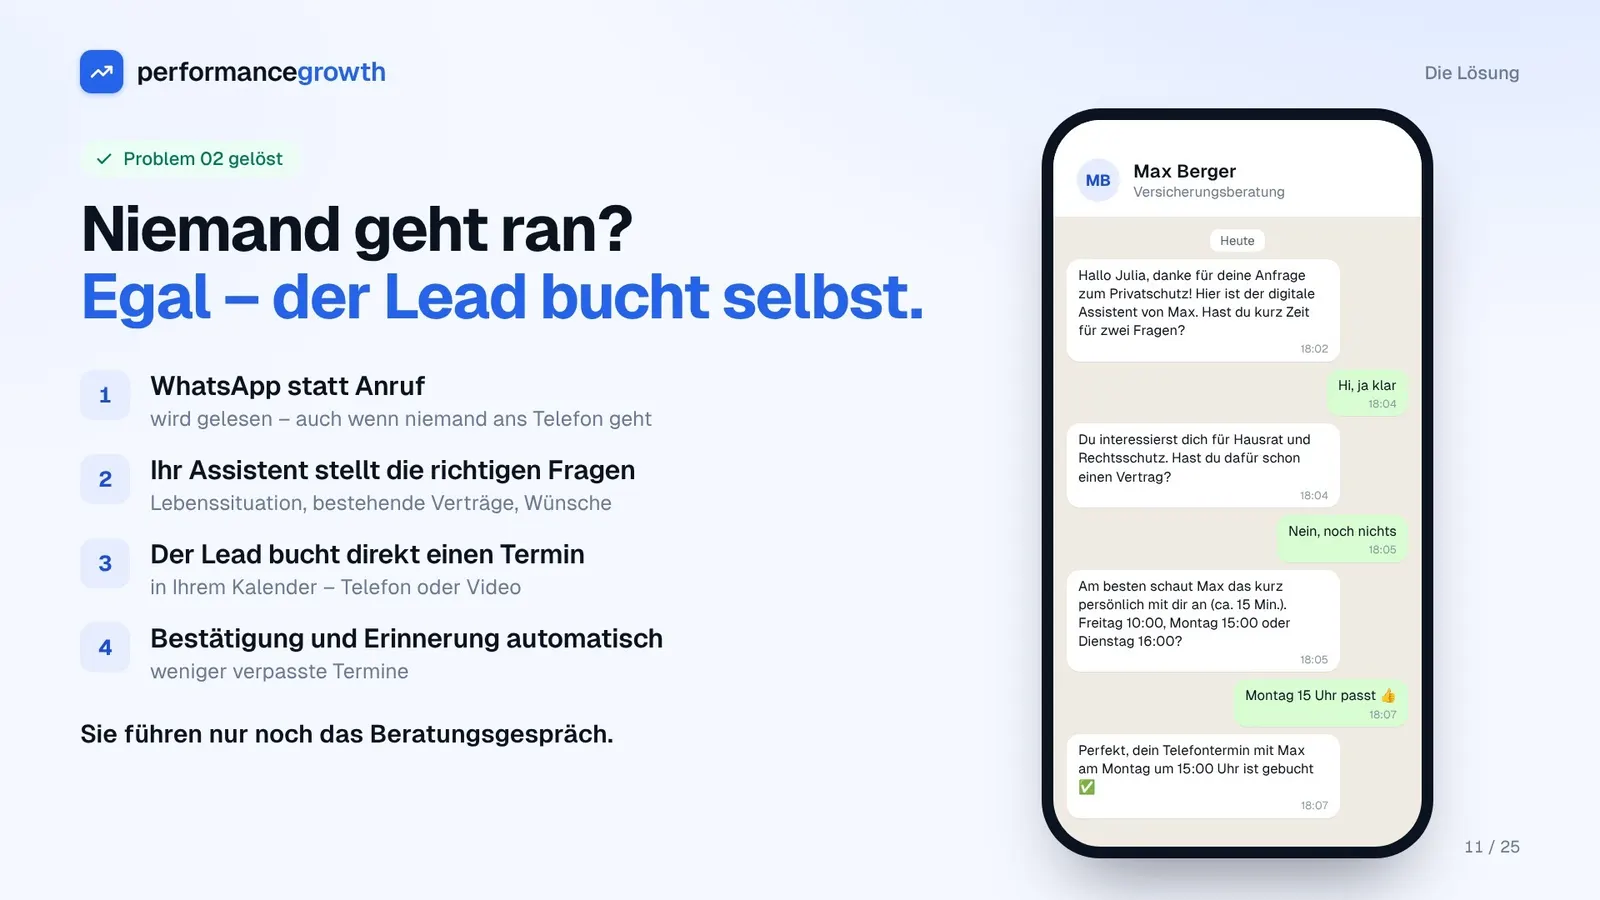 performancegrowth
Die Lösung
Problem 02 gelöst
Niemand geht ran?
Egal – der Lead bucht selbst.
1
WhatsApp statt Anruf
wird gelesen – auch wenn niemand ans Telefon geht
2
Ihr Assistent stellt die richtigen Fragen
Lebenssituation, bestehende Verträge, Wünsche
3
Der Lead bucht direkt einen Termin
in Ihrem Kalender – Telefon oder Video
4
Bestätigung und Erinnerung automatisch
weniger verpasste Termine
Sie führen nur noch das Beratungsgespräch.
MB
Max Berger
Versicherungsberatung
Heute
Hallo Julia, danke für deine Anfrage
zum Privatschutz! Hier ist der digitale
Assistent von Max. Hast du kurz Zeit
für zwei Fragen?
18:02
Hi, ja klar
18:04
Du interessierst dich für Hausrat und
Rechtsschutz. Hast du dafür schon
einen Vertrag?
18:04
Nein, noch nichts
18:05
Am besten schaut Max das kurz
persönlich mit dir an (ca. 15 Min.).
Freitag 10:00, Montag 15:00 oder
Dienstag 16:00?
18:05
Montag 15 Uhr passt 👍
18:07
Perfekt, dein Telefontermin mit Max
am Montag um 15:00 Uhr ist gebucht
✅
18:07
11 / 25